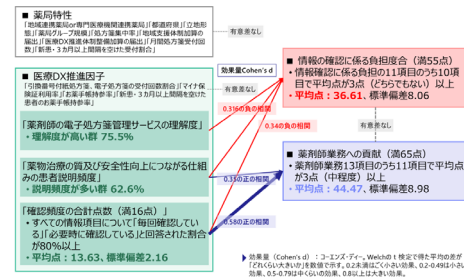 ■ 薬局特性
「地域連携薬局or専門医療機関連携薬局」「都道府県」「立地形
態」「薬局グループ規模」「処方箋集中率」「地域支援体制加算の
届出」「医療DX推進体制整備加算の届出」「月間処方箋受付回
数」「新患・3カ月以上間隔を空けた受付割合」
有意差なし
■ 医療DX推進因子
「引換番号付紙処方箋、電子処方箋の受付回数割合」「マイナ保
険証利用率」「お薬手帳持参率」「新患・3カ月以上間隔を空けた
患者のお薬手帳持参率」
有意差なし
効果量Cohen's d
「薬剤師の電子処方箋管理サービスの理解度」
・理解度が高い群 75.5%
0.316の負の相関
0.34の負の相関
「薬物治療の質及び安全性向上につながる仕組
みの患者説明頻度」
・説明頻度が多い群 62.6%
「確認頻度の合計点数（満16点）」
・すべての情報項目について「毎回確認してい
る」「必要時に確認している」と回答された割合
が80%以上
・平均点：13.63、標準偏差2.16
0.58の正の相関
■ 情報の確認に係る負担度合（満55点）
・情報確認に係る負担の11項目のうち10項
目で平均点が3点（どちらでもない）以上
・平均点：36.61、標準偏差8.06
有意差なし
■ 薬剤師業務への貢献（満65点）
・薬剤師業務13項目のうち11項目で平均点
が3点（中程度）以上
・平均点：44.47、標準偏差8.98
効果量（Cohen's d）：コーエンズ・ディー。Welchのt検定で得た平均の差が
「どれくらい大きいか」を数値で示す。0.2未満はごく小さい効果、0.2-0.49は小さい
効果、0.5-0.79は中くらいの効果、0.8以上は大きい効果。